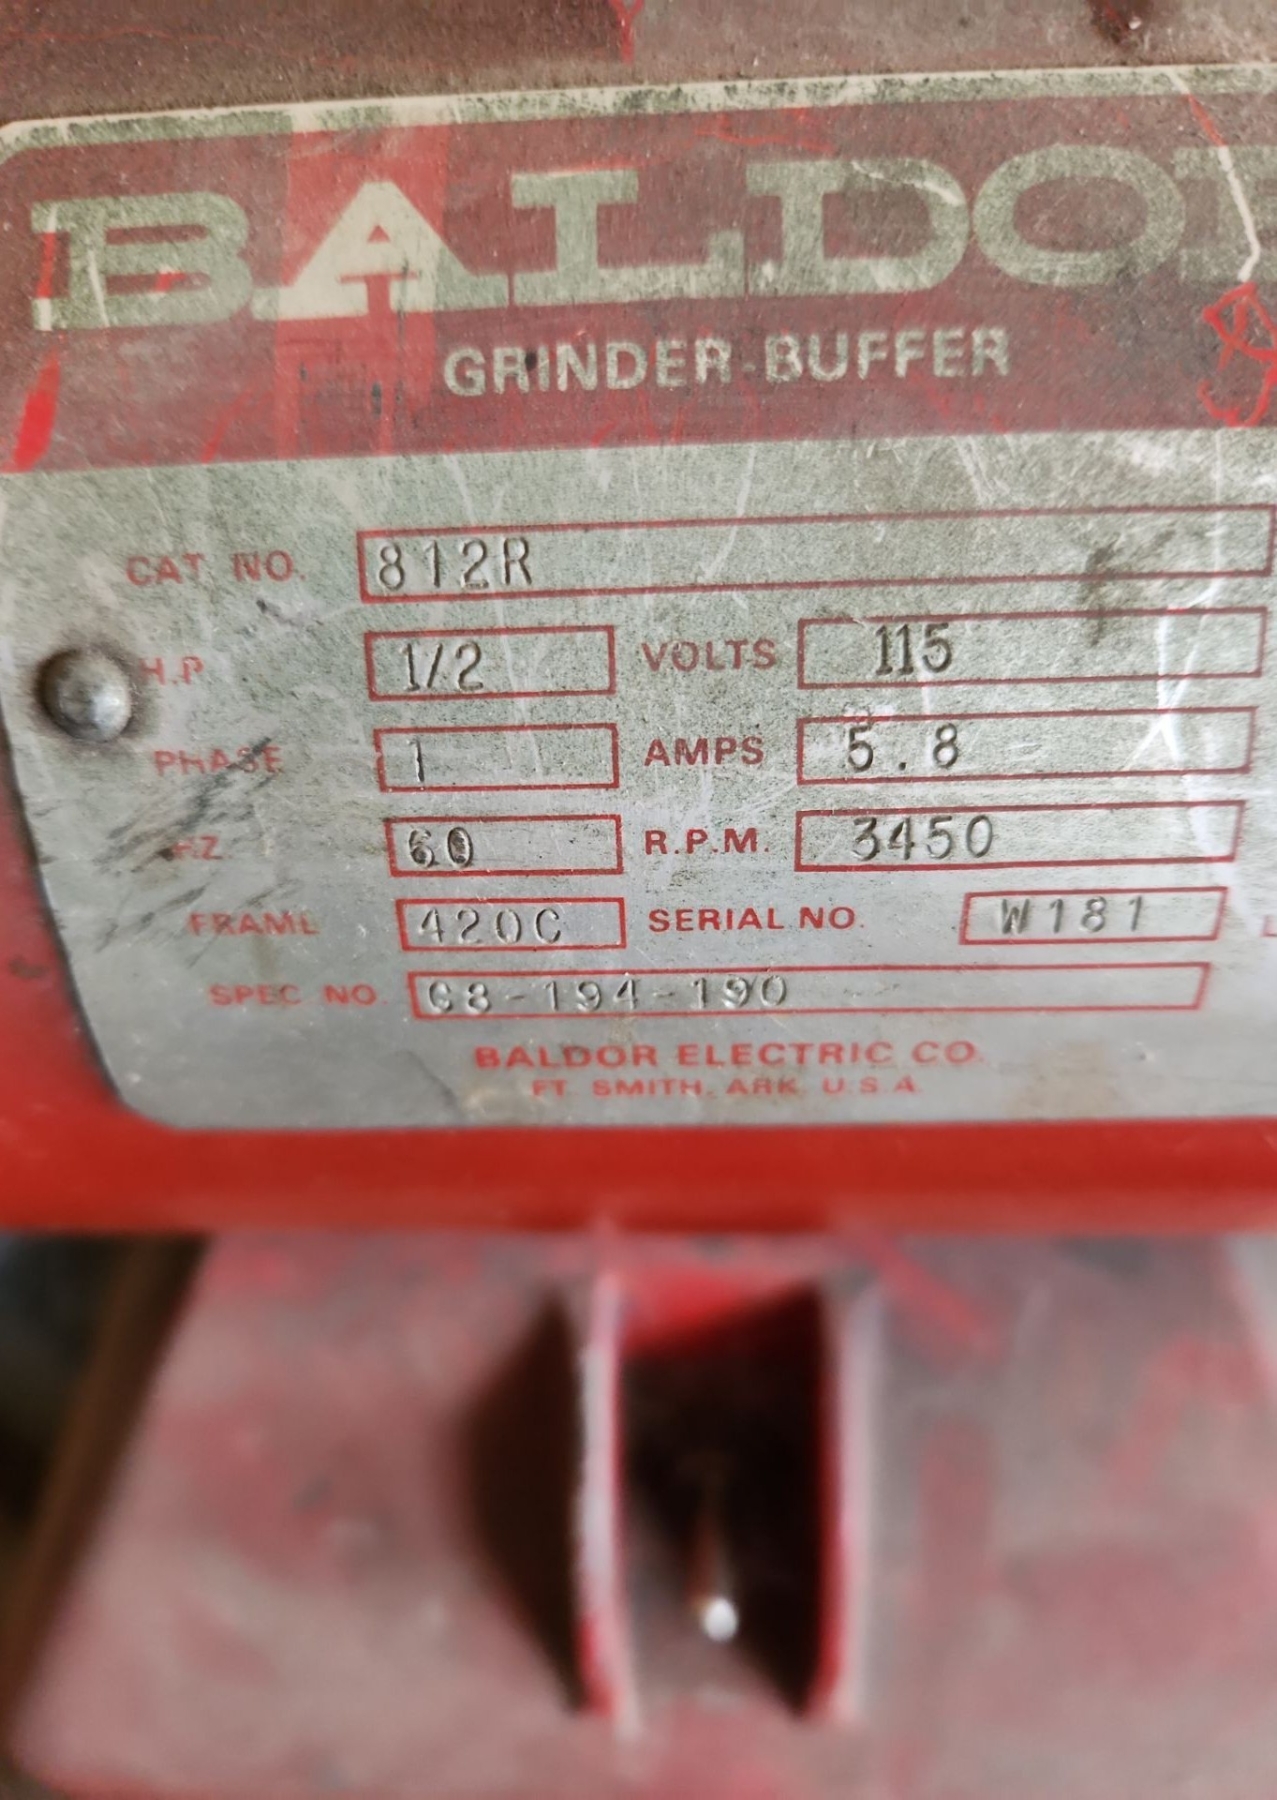 BALDOR
GRINDER-BUFFER
CAT NO. 812R
H.P 1/2 VOLTS 115
PHASE 1 AMPS 5.8
HZ 60 R.P.M. 3450
FRAME 420C SERIAL NO. W181
SPEC NO. G8-194-190
BALDOR ELECTRIC CO.
FT. SMITH, ARK. U.S.A.